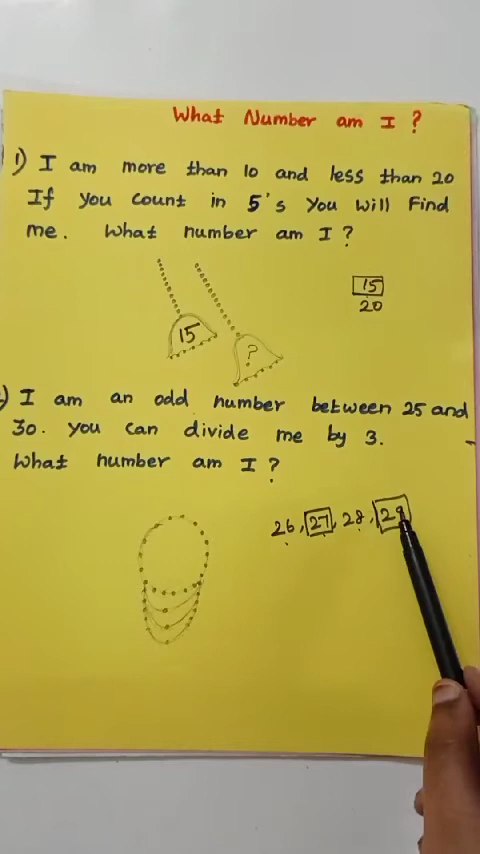 What Number am I ?
1) I am more than 10 and less than 20
If you count in 5's you will find
me. What number am I ?
15
20
15
?
I am an odd number between 25 and
30. you can divide me by 3.
What number am I ?
26, 27, 28, 29